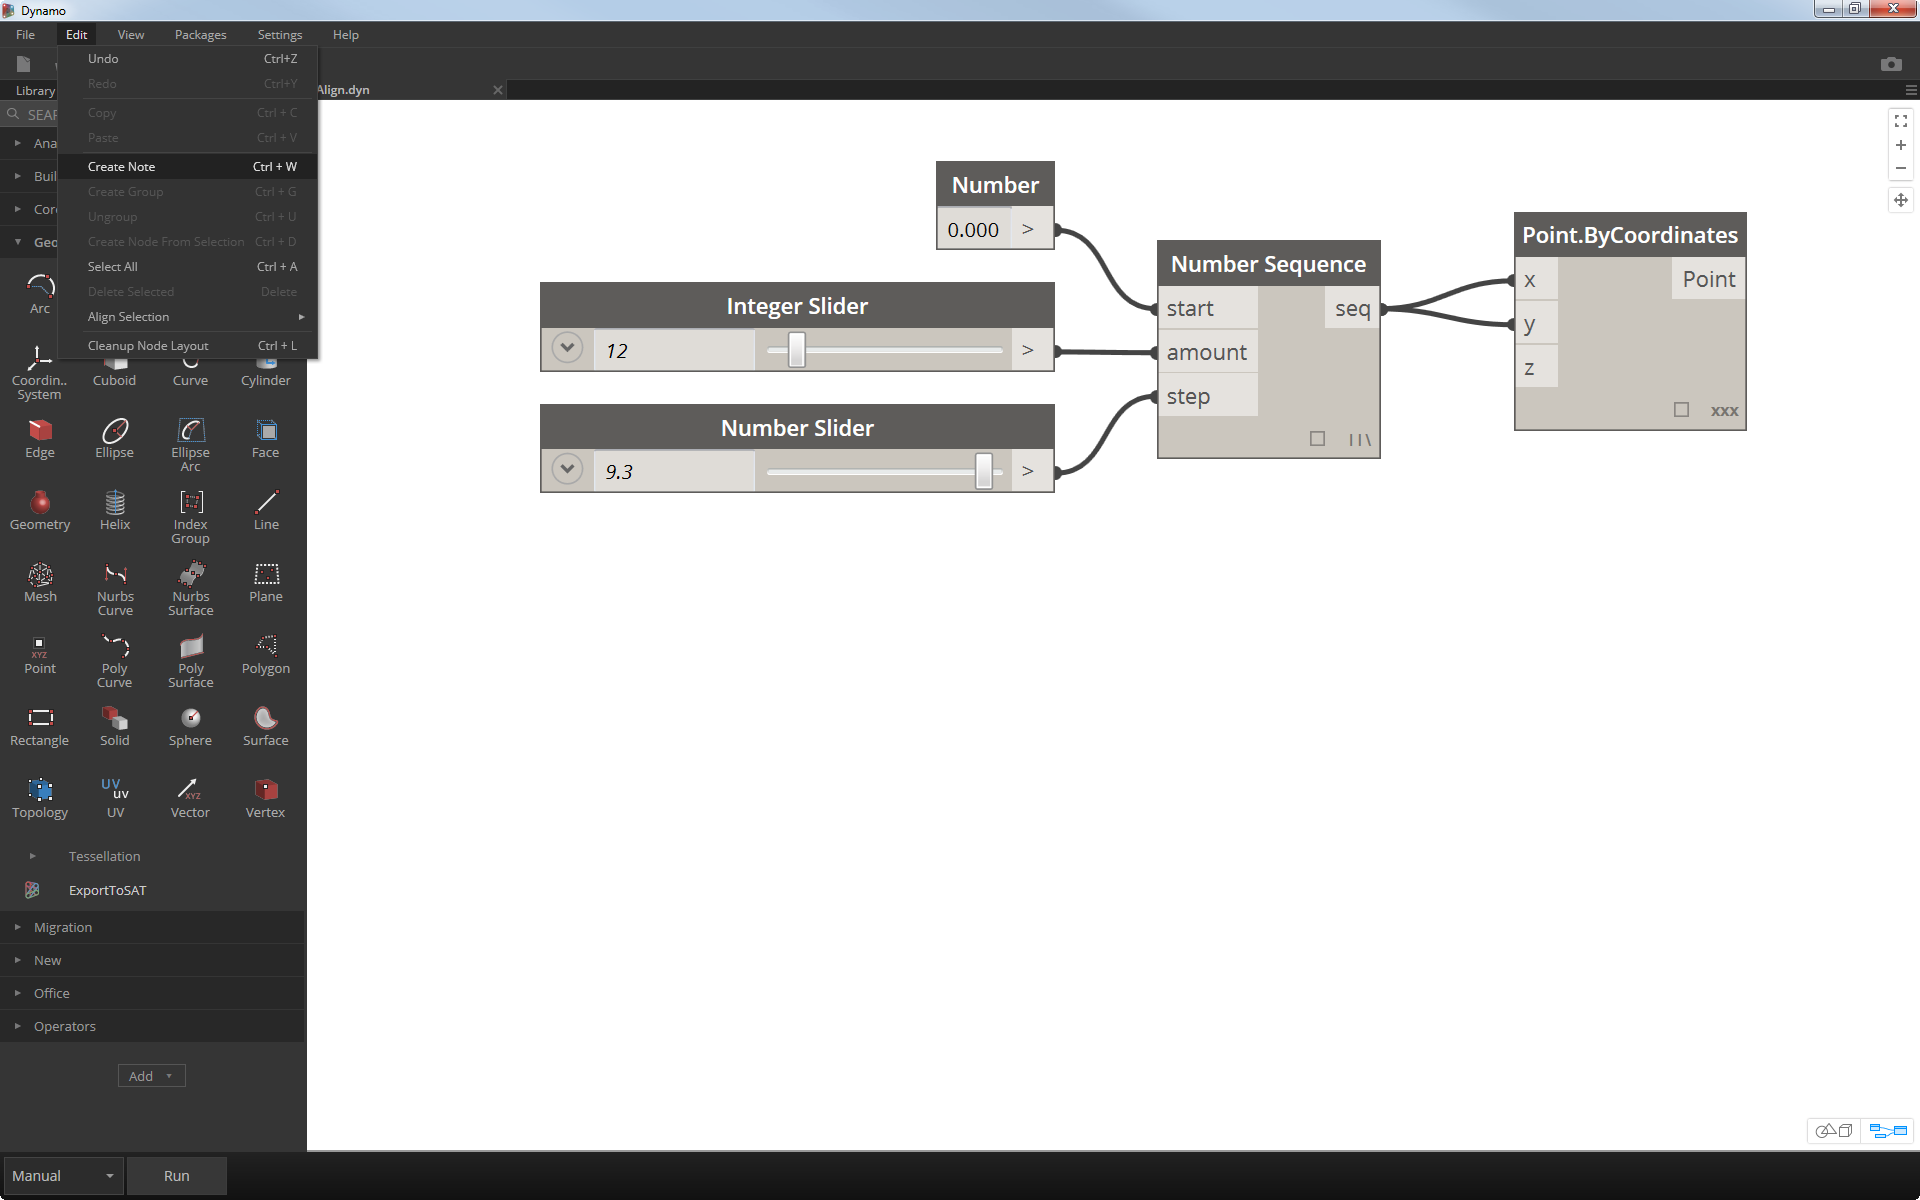 Dynamo
File Edit View Packages Settings Help
Undo Ctrl+Z
Redo Ctrl+Y
Copy Ctrl + C
Paste Ctrl + V
Create Note Ctrl + W
Create Group Ctrl + G
Ungroup Ctrl + U
Create Node From Selection Ctrl + D
Select All Ctrl + A
Delete Selected Delete
Align Selection
Cleanup Node Layout Ctrl + L
Library
Align.dyn
SEAR
Ana
Buil
Cor
Geo
Arc
Coordin..
System
Cuboid
Curve
Cylinder
Edge
Ellipse
Ellipse
Arc
Face
Geometry
Helix
Index
Group
Line
Mesh
Nurbs
Curve
Nurbs
Surface
Plane
XYZ
Point
Poly
Curve
Poly
Surface
Polygon
Rectangle
Solid
Sphere
Surface
Topology
UV
uv
UV
XYZ
Vector
Vertex
Tessellation
ExportToSAT
Migration
New
Office
Operators
Add
Manual
Run
Number
0.000 >
Integer Slider
12 >
Number Slider
9.3 >
Number Sequence
start seq
amount
step
Point.ByCoordinates
x Point
y
z
xxx